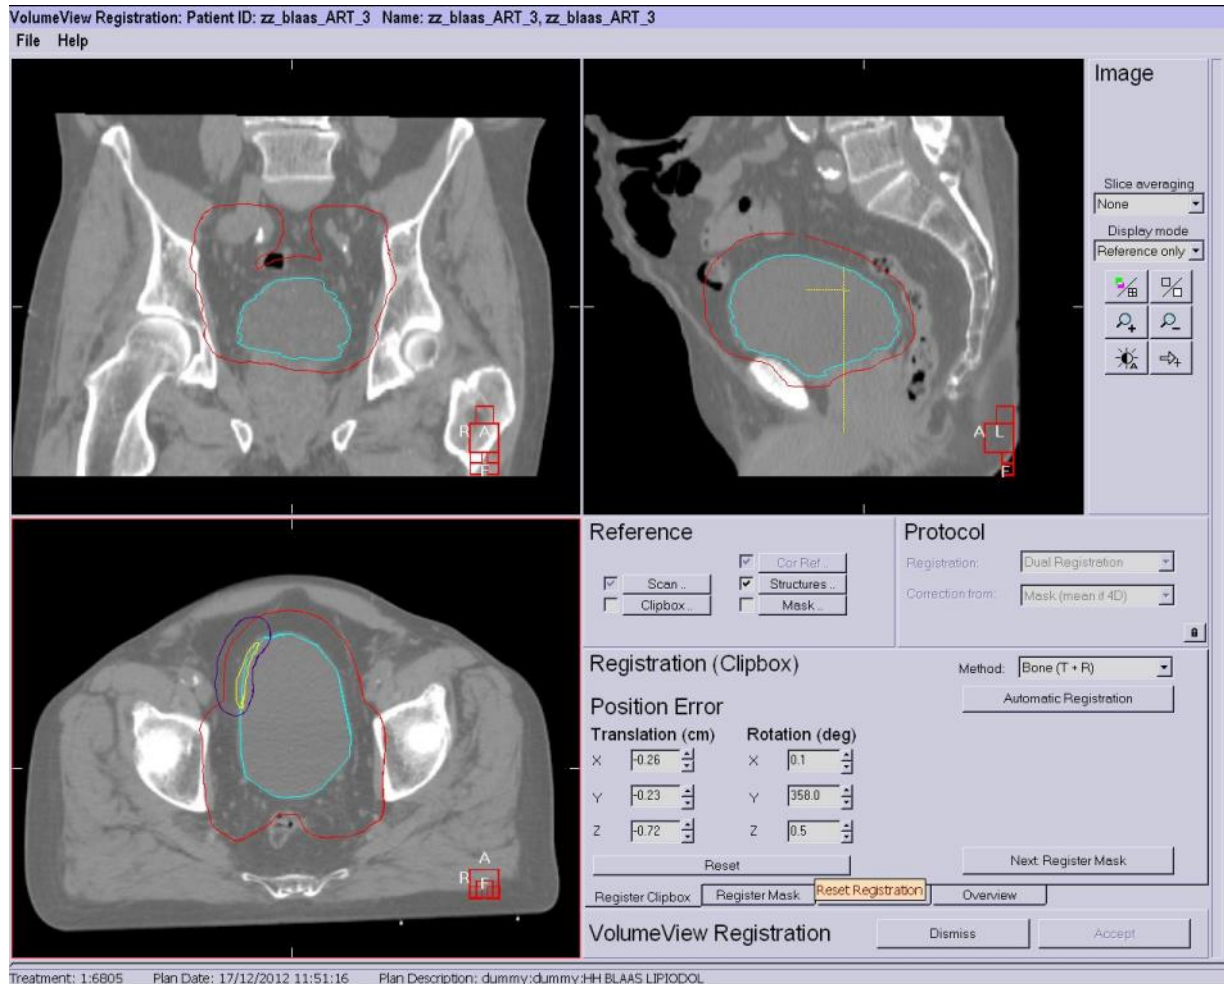 VolumeView Registration: Patient ID: zz_blaas_ART_3 Name: zz_blaas_ART_3, zz_blaas_ART_3
File Help
Image
Slice averaging
None
Display mode
Reference only
R A
F
A L
F
Reference
Cor Ref ..
Scan ..
Structures ..
Clipbox ..
Mask ..
Protocol
Registration: Dual Registration
Correction from: Mask (mean if 4D)
Registration (Clipbox)
Method: Bone (T + R)
Automatic Registration
Position Error
Translation (cm) Rotation (deg)
X -0.26 X 0.1
Y -0.23 Y 358.0
Z -0.72 Z 0.5
Reset
Next: Register Mask
Register Clipbox Register Mask Reset Registration Overview
A
R F
VolumeView Registration Dismiss Accept
Treatment: 1:6805 Plan Date: 17/12/2012 11:51:16 Plan Description: dummy:dummy:HH BLAAS LIPIODOL